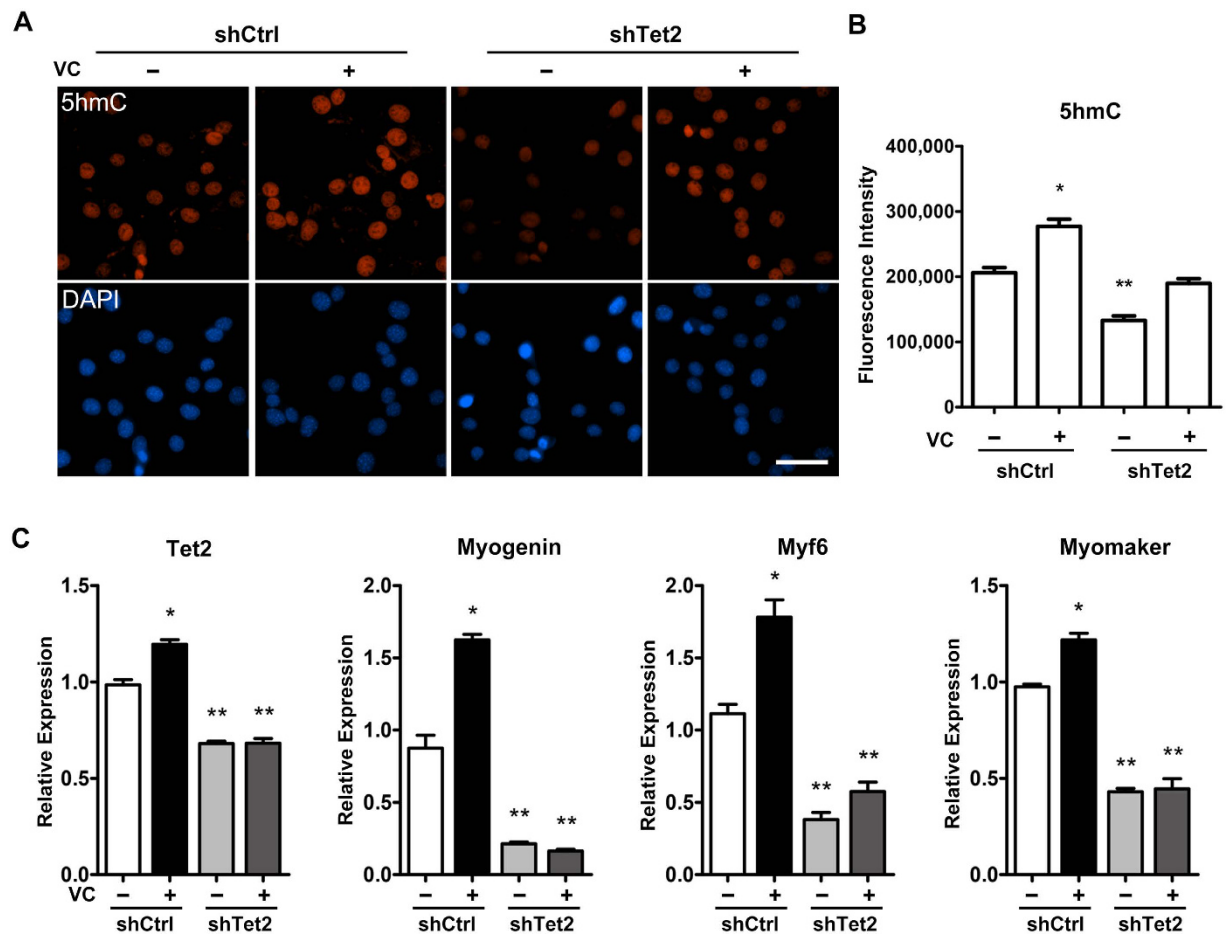 A
shCtrl
shTet2
VC
–
+
–
+
5hmC
DAPI
B
5hmC
Fluorescence Intensity
400,000
300,000
200,000
100,000
0
*
**
VC
–
+
–
+
shCtrl
shTet2
C
Tet2
Relative Expression
1.5
1.0
0.5
0.0
*
**
**
VC
–
+
–
+
shCtrl
shTet2
Myogenin
Relative Expression
2.0
1.5
1.0
0.5
0.0
*
**
**
–
+
–
+
shCtrl
shTet2
Myf6
Relative Expression
2.0
1.5
1.0
0.5
0.0
*
**
**
–
+
–
+
shCtrl
shTet2
Myomaker
Relative Expression
1.5
1.0
0.5
0.0
*
**
**
–
+
–
+
shCtrl
shTet2